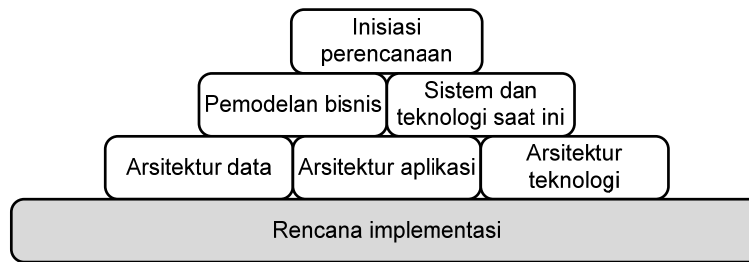 Inisiasi
perencanaan
Pemodelan bisnis
Sistem dan
teknologi saat ini
Arsitektur data
Arsitektur aplikasi
Arsitektur
teknologi
Rencana implementasi